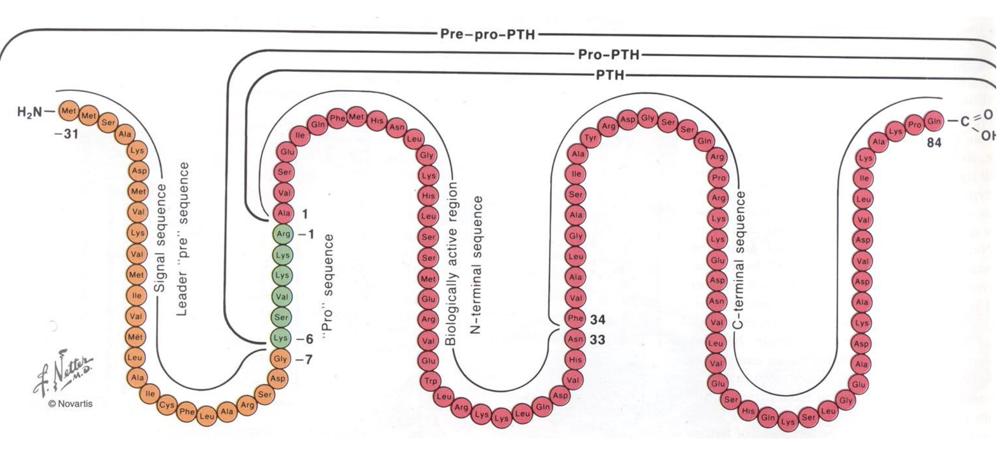 Pre–pro–PTH
Pro–PTH
PTH
H₂N–
Met
Met
Ser
Ala
Lys
Asp
Met
Val
Lys
Val
Met
Ile
Val
Met
Leu
Ala
Ile
Cys
Phe
Leu
Ala
Arg
Ser
Asp
Gly
Lys
Ser
Val
Lys
Lys
Arg
Ala
Val
Ser
Glu
Ile
Gln
Phe
Met
His
Asn
Leu
Gly
Lys
His
Leu
Ser
Ser
Met
Glu
Arg
Val
Glu
Trp
Leu
Arg
Lys
Lys
Leu
Gln
Asp
Val
His
Asn
Phe
Val
Ala
Leu
Gly
Ala
Ser
Ile
Ala
Tyr
Arg
Asp
Gly
Ser
Ser
Gln
Arg
Pro
Arg
Lys
Lys
Glu
Asp
Asn
Val
Leu
Val
Glu
Ser
His
Gln
Lys
Ser
Leu
Gly
Glu
Ala
Asp
Lys
Ala
Asp
Val
Asp
Val
Leu
Ile
Lys
Ala
Lys
Pro
Gln
–C=O
OH
–31
–7
–6
–1
1
33
34
84
Signal sequence
Leader "pre" sequence
"Pro" sequence
Biologically active region
N-terminal sequence
C-terminal sequence
f. Netter
M.D.
© Novartis